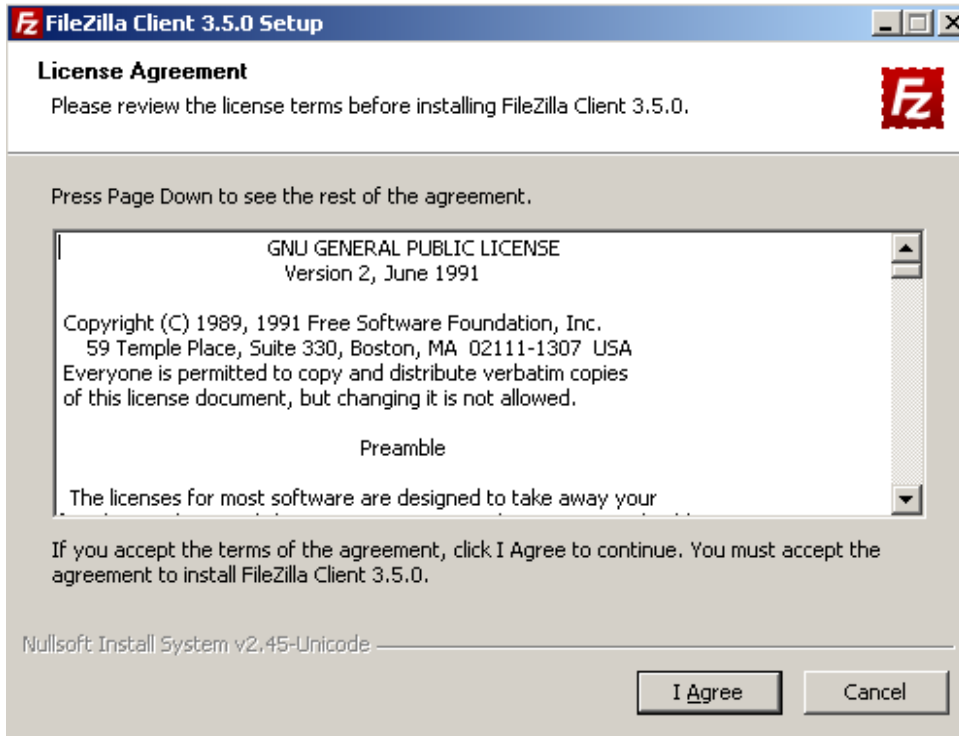 FileZilla Client 3.5.0 Setup
License Agreement
Please review the license terms before installing FileZilla Client 3.5.0.
Fz
Press Page Down to see the rest of the agreement.
GNU GENERAL PUBLIC LICENSE
Version 2, June 1991
Copyright (C) 1989, 1991 Free Software Foundation, Inc.
59 Temple Place, Suite 330, Boston, MA  02111-1307  USA
Everyone is permitted to copy and distribute verbatim copies
of this license document, but changing it is not allowed.
Preamble
The licenses for most software are designed to take away your
If you accept the terms of the agreement, click I Agree to continue. You must accept the
agreement to install FileZilla Client 3.5.0.
Nullsoft Install System v2.45-Unicode
I Agree
Cancel